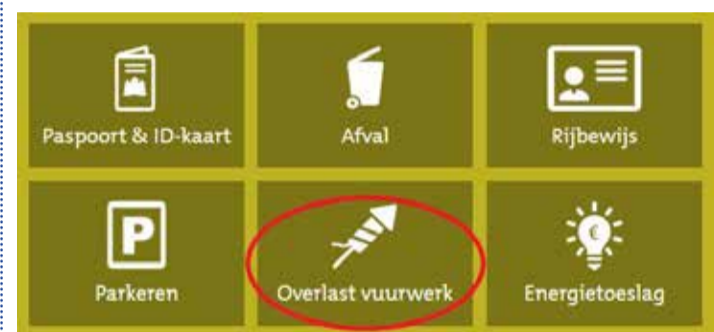 Paspoort & ID-kaart
Afval
Rijbewijs
P
Parkeren
Overlast vuurwerk
€
Energietoeslag